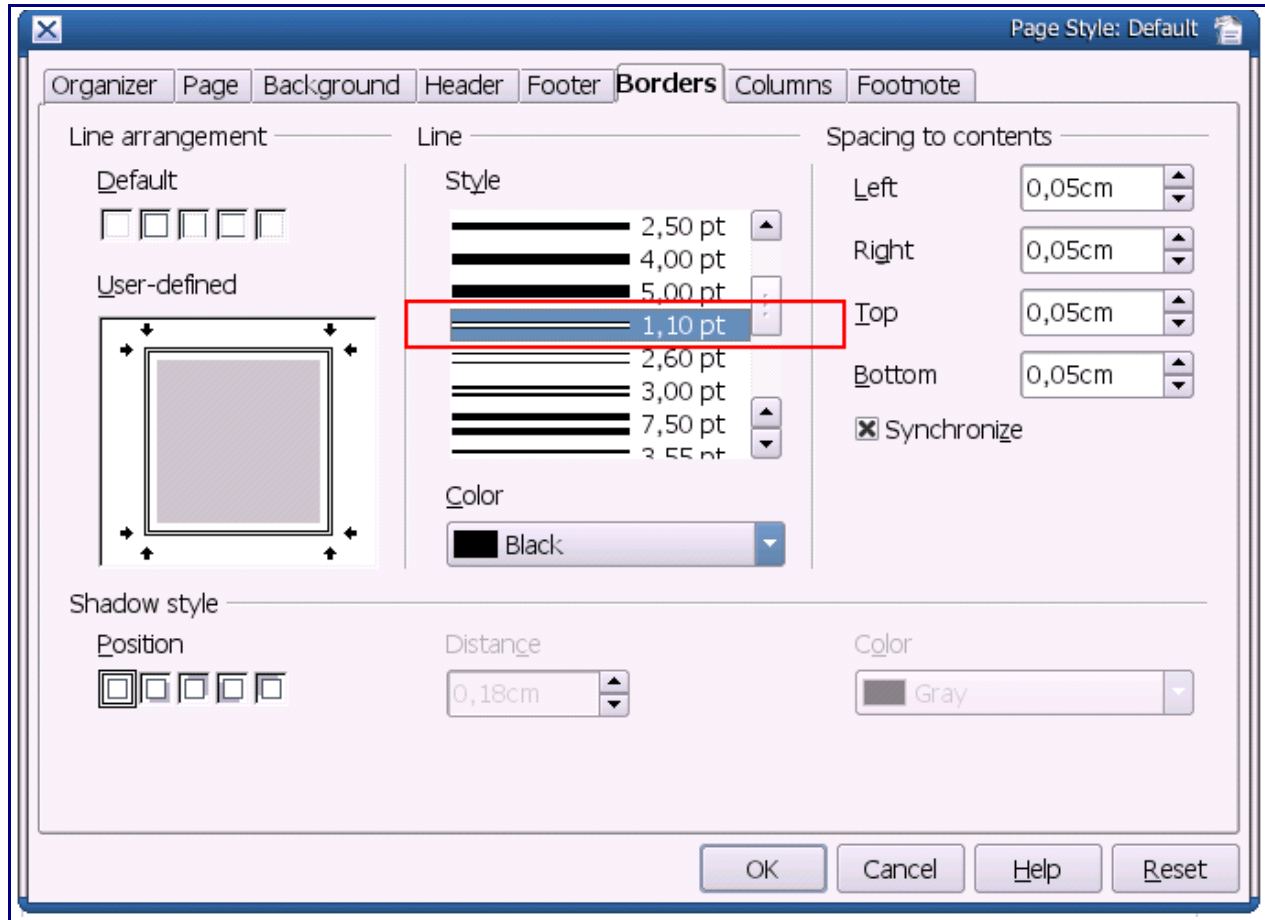 Page Style: Default
Organizer Page Background Header Footer Borders Columns Footnote
Line arrangement
Default
User-defined
Line
Style
2,50 pt
4,00 pt
5,00 pt
1,10 pt
2,60 pt
3,00 pt
7,50 pt
3,55 pt
Color
Black
Spacing to contents
Left 0,05cm
Right 0,05cm
Top 0,05cm
Bottom 0,05cm
Synchronize
Shadow style
Position
Distance
0,18cm
Color
Gray
OK Cancel Help Reset